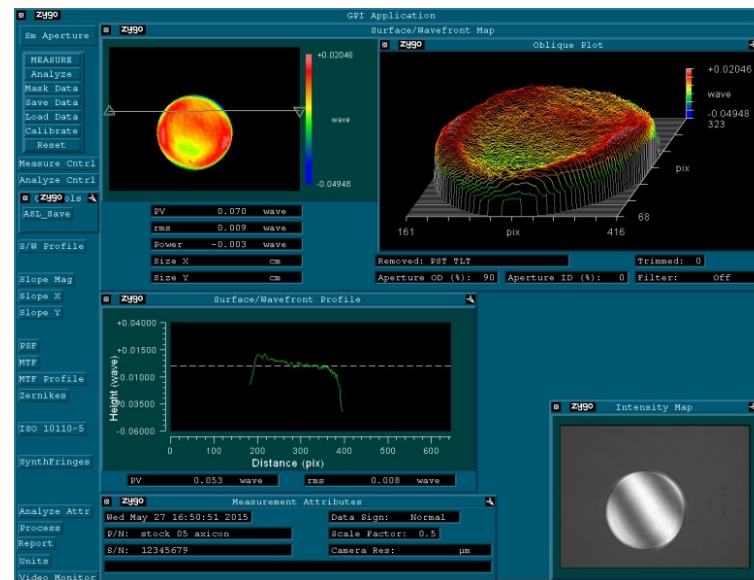 zygo GPI Application
Sm Aperture
MEASURE
Analyze
Mask Data
Save Data
Load Data
Calibrate
Reset
Measure Cntrl
Analyze Cntrl
zygo ols
ASL_Save
S/W Profile
Slope Mag
Slope X
Slope Y
PSF
MTF
MTF Profile
Zernikes
ISO 10110-5
SynthFringes
Analyze Attr
Process
Report
Units
Video Monitor
zygo Surface/Wavefront Map
+0.02046
wave
-0.04948
PV 0.070 wave
rms 0.009 wave
Power -0.003 wave
Size X cm
Size Y cm
zygo Oblique Plot
+0.02046
wave
-0.04948
323
pix
68
161 pix 416
Removed: PST TLT Trimmed: 0
Aperture OD (%): 90 Aperture ID (%): 0 Filter: Off
zygo Surface/Wavefront Profile
+0.04000
+0.01500
-0.01000
-0.03500
-0.06000
Height (wave)
0 100 200 300 400 500 600
Distance (pix)
PV 0.053 wave rms 0.008 wave
zygo Measurement Attributes
Wed May 27 16:50:51 2015 Data Sign: Normal
P/N: stock 05 axicon Scale Factor: 0.5
S/N: 12345679 Camera Res: µm
zygo Intensity Map